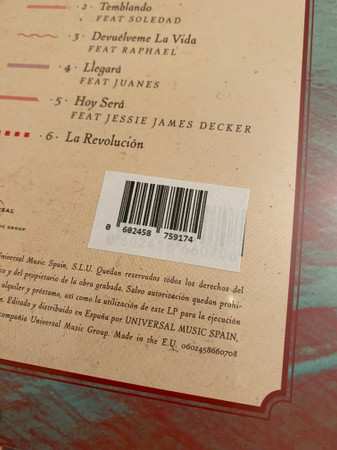 · 2 · Temblando
FEAT SOLEDAD
· 3 · Devuélveme La Vida
FEAT RAPHAEL
· 4 · Llegará
FEAT JUANES
· 5 · Hoy Será
FEAT JESSIE JAMES DECKER
· 6 · La Revolución
0 602458 759174
Universal Music Spain, S.L.U. Quedan reservados todos los derechos del
y del propietario de la obra grabada. Salvo autorización quedan prohi-
alquiler y préstamo, así como la utilización de este LP para la ejecución
Editado y distribuido en España por UNIVERSAL MUSIC SPAIN,
compañía Universal Music Group. Made in the E.U. 0602458660708